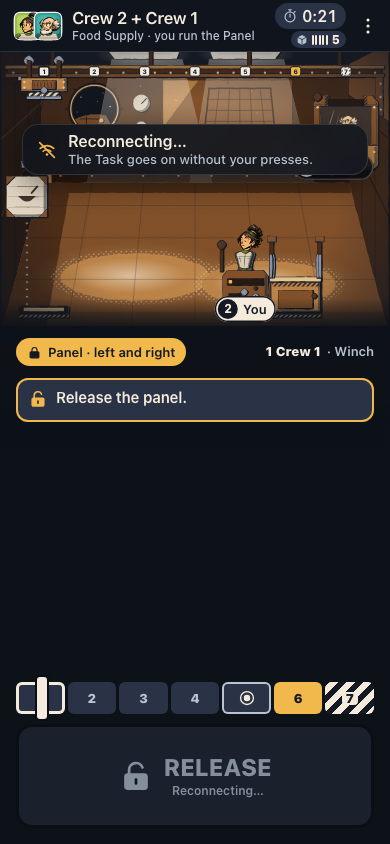 Crew 2 + Crew 1
Food Supply · you run the Panel
0:21
5
1 2 3 4 5 6 7
Reconnecting...
The Task goes on without your presses.
2 You
Panel · left and right
1 Crew 1 · Winch
Release the panel.
2 3 4 6 7
RELEASE
Reconnecting...